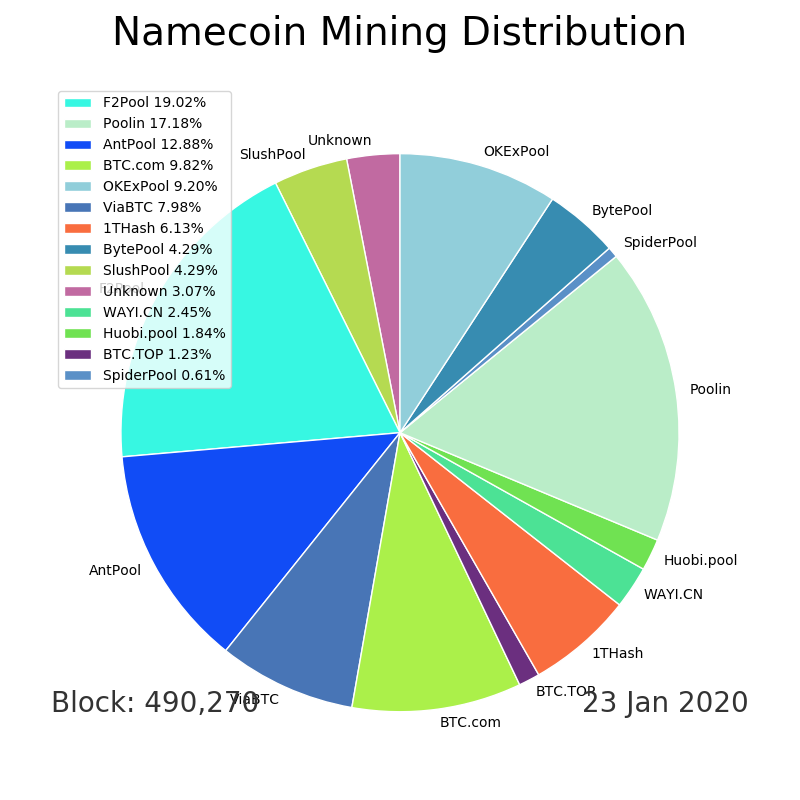 Namecoin Mining Distribution
F2Pool 19.02%
Poolin 17.18%
AntPool 12.88%
BTC.com 9.82%
OKExPool 9.20%
ViaBTC 7.98%
1THash 6.13%
BytePool 4.29%
SlushPool 4.29%
Unknown 3.07%
WAYI.CN 2.45%
Huobi.pool 1.84%
BTC.TOP 1.23%
SpiderPool 0.61%
Unknown
SlushPool
OKExPool
BytePool
SpiderPool
F2Pool
Poolin
Huobi.pool
AntPool
WAYI.CN
1THash
BTC.TOP
ViaBTC
BTC.com
Block: 490,270
23 Jan 2020